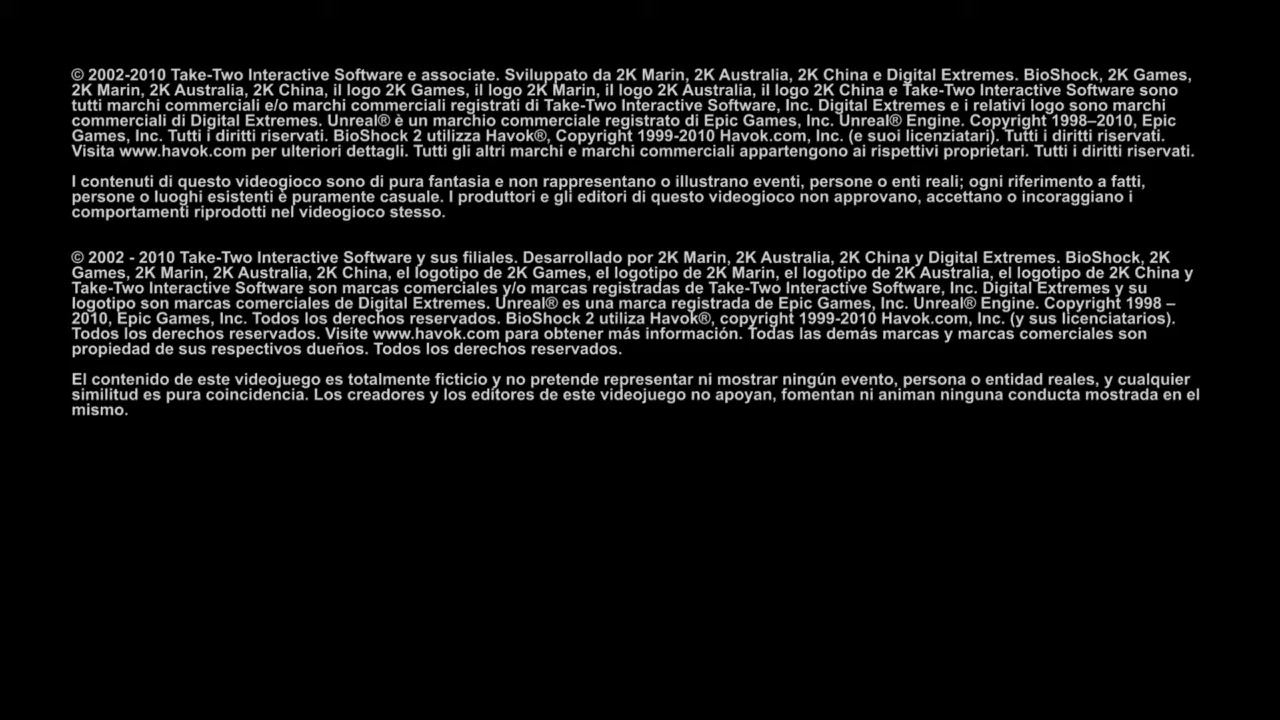 © 2002-2010 Take-Two Interactive Software e associate. Sviluppato da 2K Marin, 2K Australia, 2K China e Digital Extremes. BioShock, 2K Games,
2K Marin, 2K Australia, 2K China, il logo 2K Games, il logo 2K Marin, il logo 2K Australia, il logo 2K China e Take-Two Interactive Software sono
tutti marchi commerciali e/o marchi commerciali registrati di Take-Two Interactive Software, Inc. Digital Extremes e i relativi logo sono marchi
commerciali di Digital Extremes. Unreal® è un marchio commerciale registrato di Epic Games, Inc. Unreal® Engine. Copyright 1998–2010, Epic
Games, Inc. Tutti i diritti riservati. BioShock 2 utilizza Havok®, Copyright 1999-2010 Havok.com, Inc. (e suoi licenziatari). Tutti i diritti riservati.
Visita www.havok.com per ulteriori dettagli. Tutti gli altri marchi e marchi commerciali appartengono ai rispettivi proprietari. Tutti i diritti riservati.
I contenuti di questo videogioco sono di pura fantasia e non rappresentano o illustrano eventi, persone o enti reali; ogni riferimento a fatti,
persone o luoghi esistenti è puramente casuale. I produttori e gli editori di questo videogioco non approvano, accettano o incoraggiano i
comportamenti riprodotti nel videogioco stesso.
© 2002 - 2010 Take-Two Interactive Software y sus filiales. Desarrollado por 2K Marin, 2K Australia, 2K China y Digital Extremes. BioShock, 2K
Games, 2K Marin, 2K Australia, 2K China, el logotipo de 2K Games, el logotipo de 2K Marin, el logotipo de 2K Australia, el logotipo de 2K China y
Take-Two Interactive Software son marcas comerciales y/o marcas registradas de Take-Two Interactive Software, Inc. Digital Extremes y su
logotipo son marcas comerciales de Digital Extremes. Unreal® es una marca registrada de Epic Games, Inc. Unreal® Engine. Copyright 1998 –
2010, Epic Games, Inc. Todos los derechos reservados. BioShock 2 utiliza Havok®, copyright 1999-2010 Havok.com, Inc. (y sus licenciatarios).
Todos los derechos reservados. Visite www.havok.com para obtener más información. Todas las demás marcas y marcas comerciales son
propiedad de sus respectivos dueños. Todos los derechos reservados.
El contenido de este videojuego es totalmente ficticio y no pretende representar ni mostrar ningún evento, persona o entidad reales, y cualquier
similitud es pura coincidencia. Los creadores y los editores de este videojuego no apoyan, fomentan ni animan ninguna conducta mostrada en el
mismo.